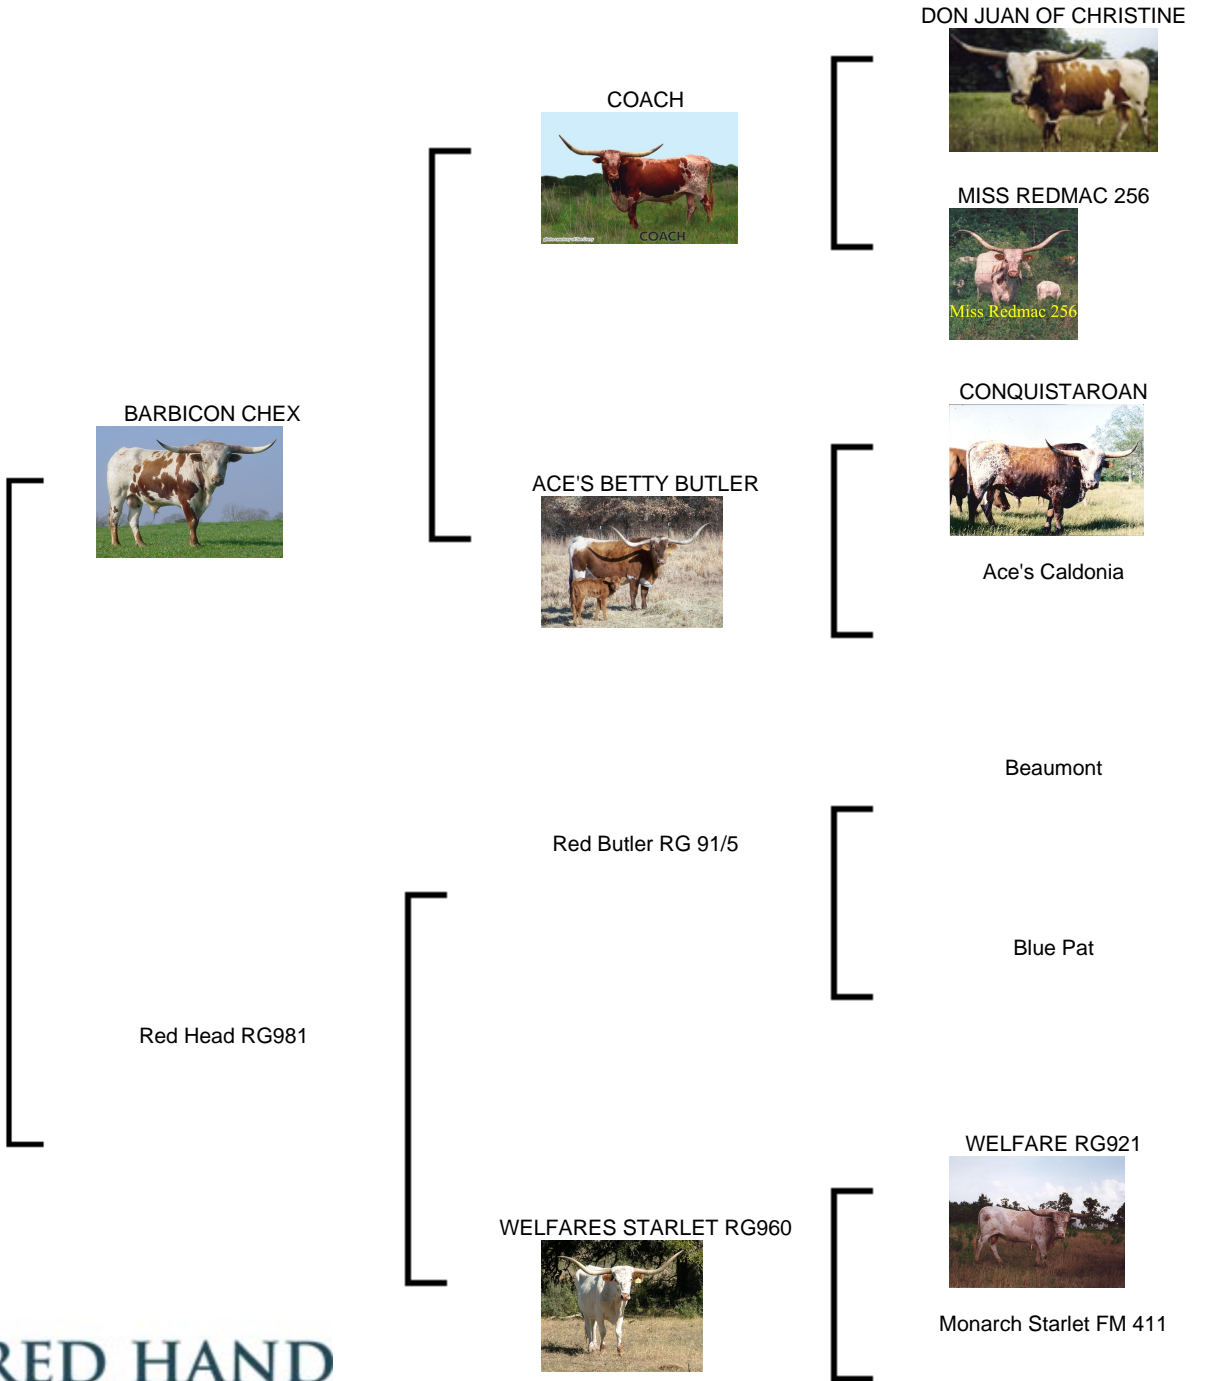 DON JUAN OF CHRISTINE
COACH
COACH
MISS REDMAC 256
Miss Redmac 256
CONQUISTAROAN
BARBICON CHEX
ACE'S BETTY BUTLER
Ace's Caldonia
Beaumont
Red Butler RG 91/5
Blue Pat
Red Head RG981
WELFARE RG921
WELFARES STARLET RG960
Monarch Starlet FM 411
RED HAND